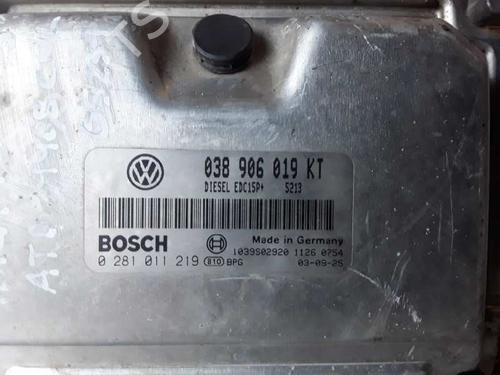 038 906 019 KT
DIESEL EDC15P+ 5213
BOSCH
Made in Germany
1039S02920 1126 0754
0 281 011 219 810 BPG 03-09-25